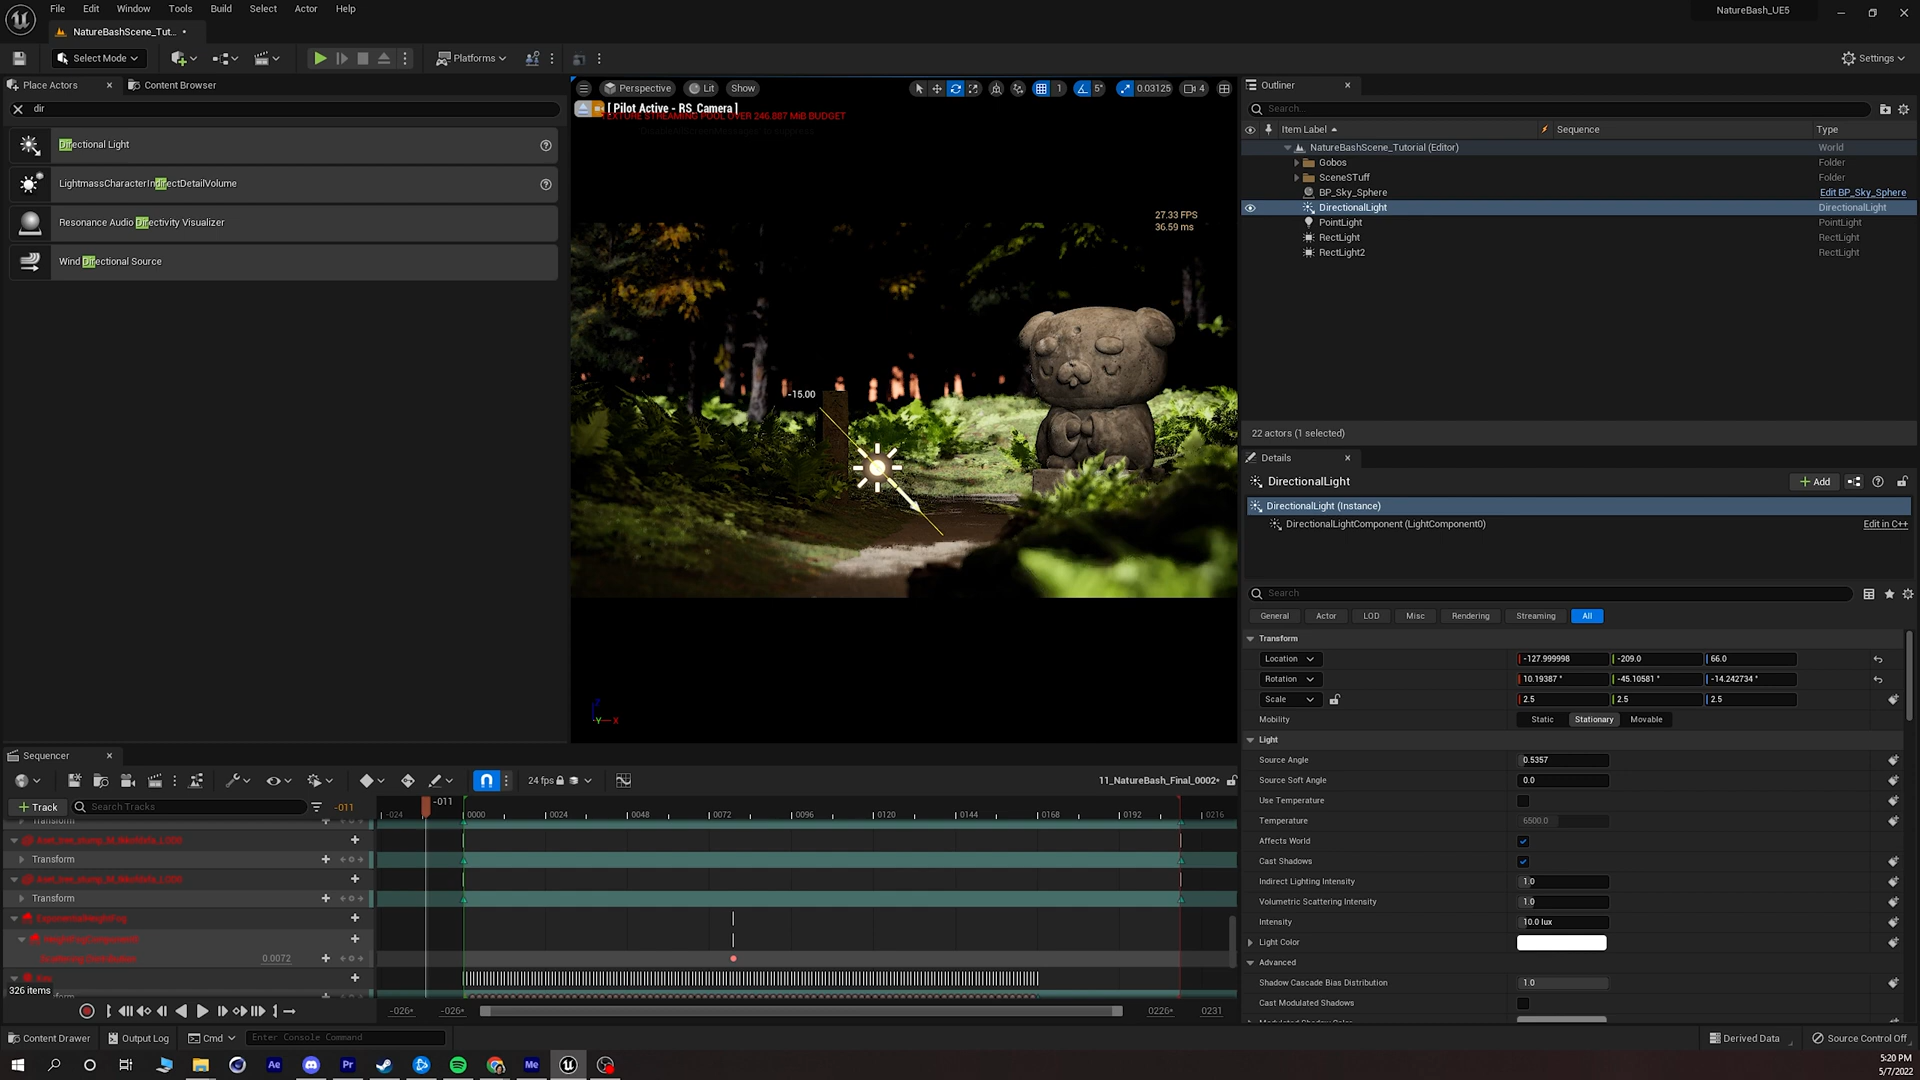 File Edit Window Tools Build Select Actor Help
NatureBash_UE5
NatureBashScene_Tut... •
Select Mode
Platforms
Settings
Place Actors
Content Browser
dir
Directional Light
LightmassCharacterIndirectDetailVolume
Resonance Audio Directivity Visualizer
Wind Directional Source
Perspective Lit Show
1 5° 0.03125 4
[ Pilot Active - RS_Camera ]
TEXTURE STREAMING POOL OVER 246.887 MiB BUDGET
27.33 FPS
36.59 ms
-15.00
Y X
Outliner
Search...
Item Label Sequence Type
NatureBashScene_Tutorial (Editor) World
Gobos Folder
SceneSTuff Folder
BP_Sky_Sphere Edit BP_Sky_Sphere
DirectionalLight DirectionalLight
PointLight PointLight
RectLight RectLight
RectLight2 RectLight
22 actors (1 selected)
Details
DirectionalLight
+ Add
DirectionalLight (Instance)
DirectionalLightComponent (LightComponent0) Edit in C++
Search
General Actor LOD Misc Rendering Streaming All
Transform
Location -127.999998 -209.0 66.0
Rotation 10.19387 ° -45.10581 ° -14.242734 °
Scale 2.5 2.5 2.5
Mobility Static Stationary Movable
Light
Source Angle 0.5357
Source Soft Angle 0.0
Use Temperature
Temperature 6500.0
Affects World
Cast Shadows
Indirect Lighting Intensity 1.0
Volumetric Scattering Intensity 1.0
Intensity 10.0 lux
Light Color
Advanced
Shadow Cascade Bias Distribution 1.0
Cast Modulated Shadows
Sequencer
24 fps
11_NatureBash_Final_0002*
+ Track Search Tracks -011
-024 -011 0000 0024 0048 0072 0096 0120 0144 0168 0192 0216
Transform
Transform
Transform
ExponentialHeightFog
0.0072
326 items
-026* -026* 0226* 0231
Content Drawer Output Log Cmd Enter Console Command
Derived Data Source Control Off
5:20 PM
5/7/2022